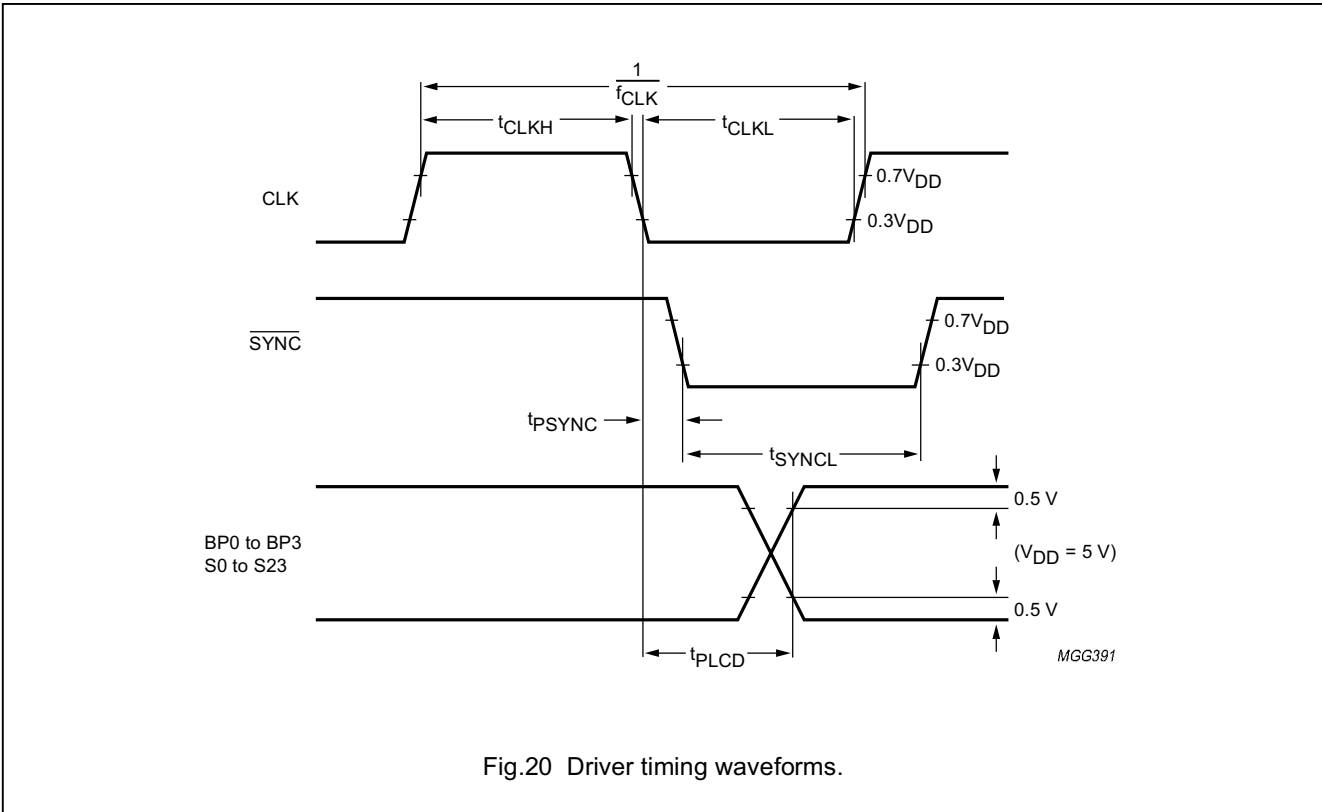 1
fCLK
tCLKH
tCLKL
0.7VDD
CLK
0.3VDD
0.7VDD
SYNC
0.3VDD
tPSYNC
tSYNCL
0.5 V
BP0 to BP3
S0 to S23
(VDD = 5 V)
0.5 V
tPLCD
MGG391
Fig.20 Driver timing waveforms.